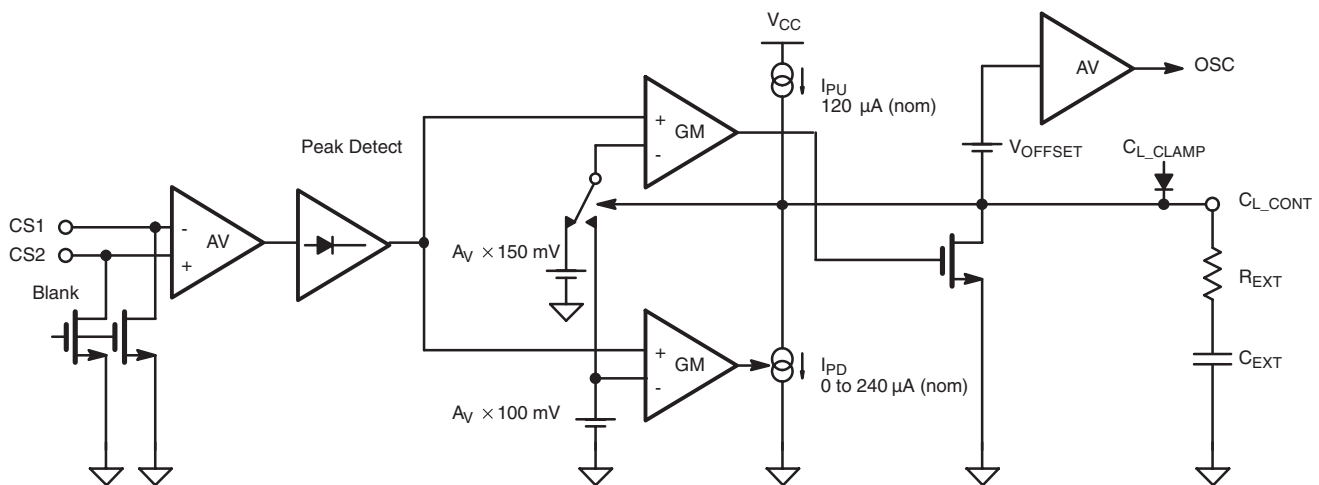 V_CC
I_PU
120 µA (nom)
AV
OSC
+
GM
-
Peak Detect
V_OFFSET
C_L_CLAMP
CS1
-
AV
C_L_CONT
CS2
+
A_V × 150 mV
Blank
R_EXT
+
GM
-
I_PD
0 to 240 µA (nom)
C_EXT
A_V × 100 mV